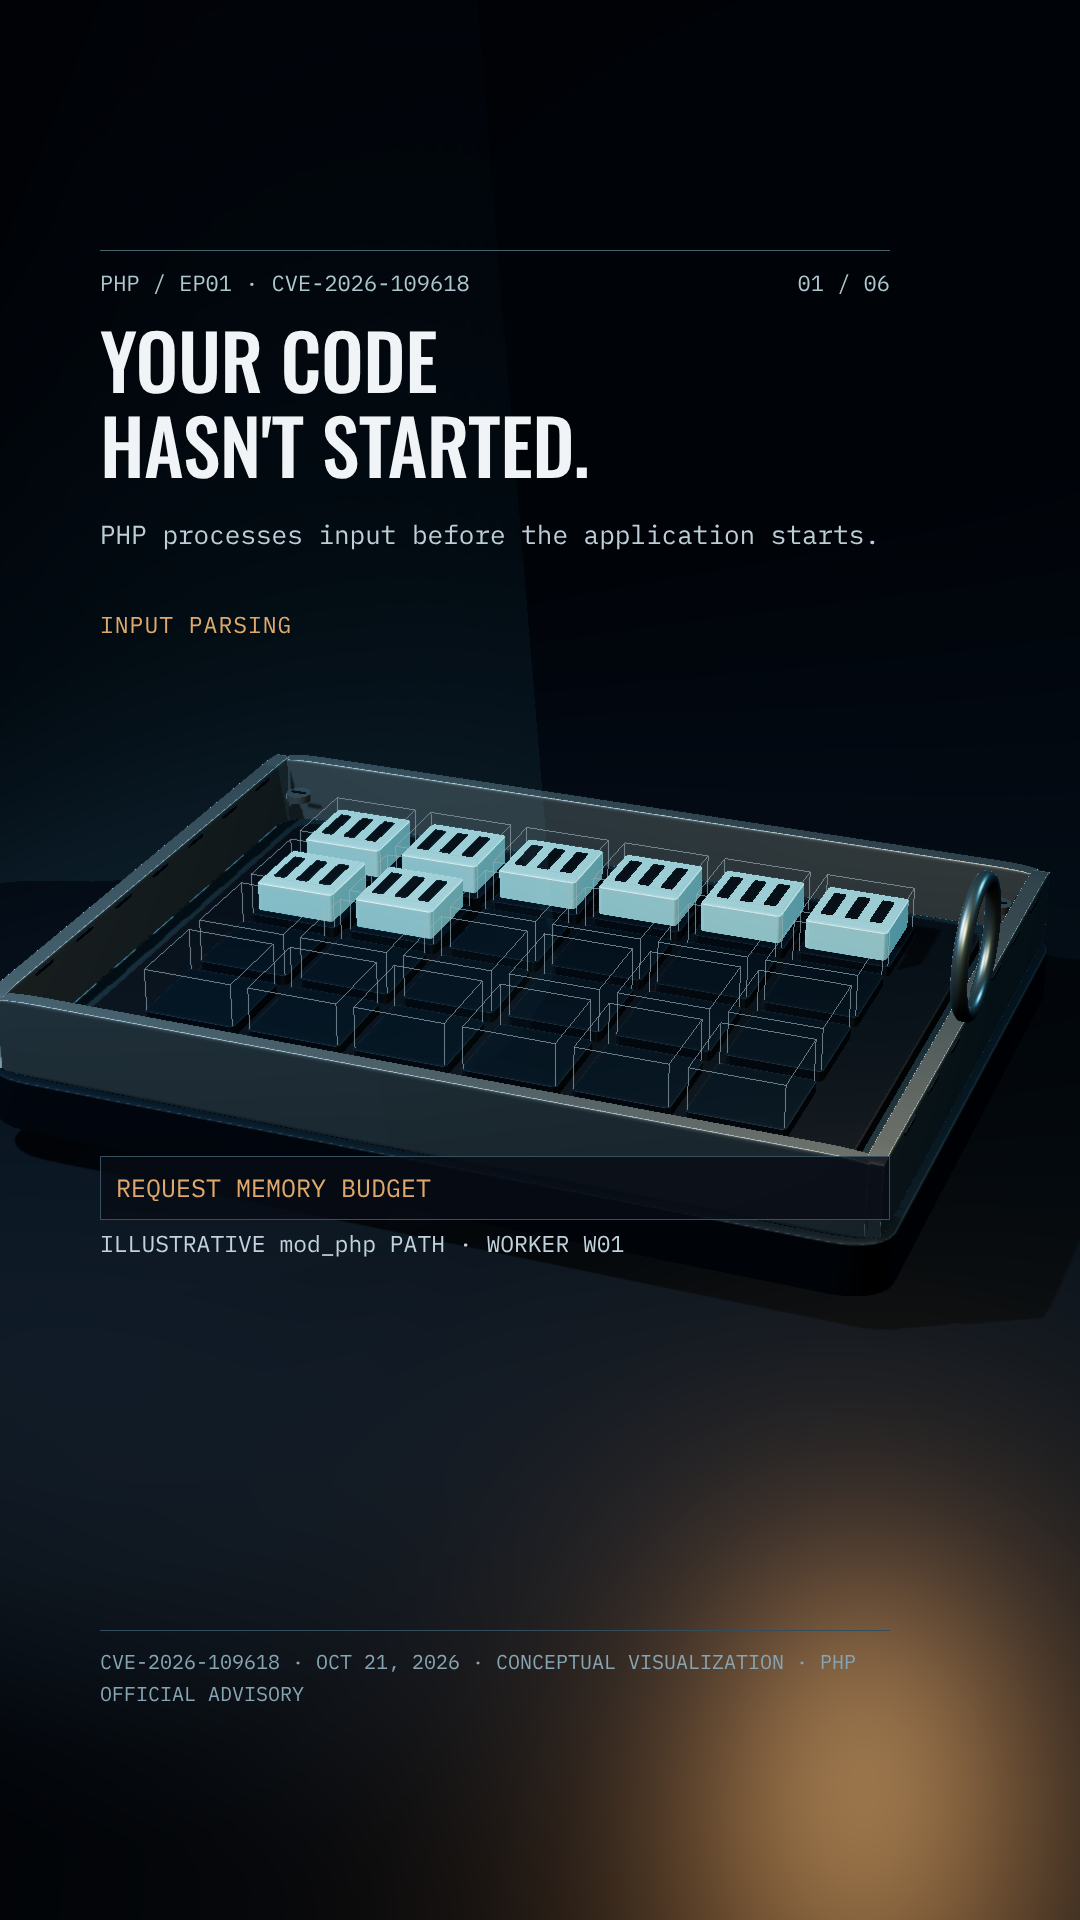 PHP / EP01 · CVE-2026-109618
01 / 06
YOUR CODE
HASN'T STARTED.
PHP processes input before the application starts.
INPUT PARSING
REQUEST MEMORY BUDGET
ILLUSTRATIVE mod_php PATH · WORKER W01
CVE-2026-109618 · OCT 21, 2026 · CONCEPTUAL VISUALIZATION · PHP
OFFICIAL ADVISORY